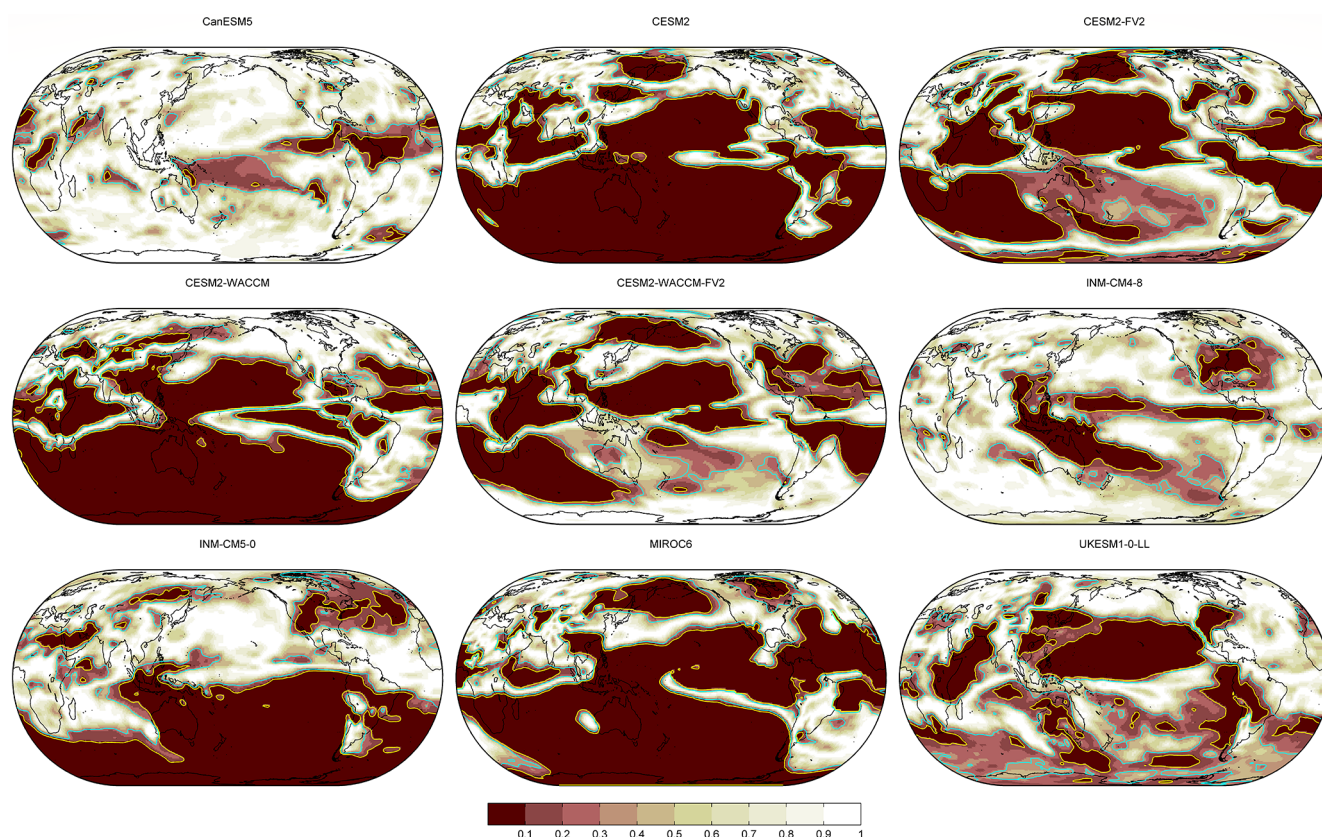 CanESM5
CESM2
CESM2-FV2
CESM2-WACCM
CESM2-WACCM-FV2
INM-CM4-8
INM-CM5-0
MIROC6
UKESM1-0-LL
0.1 0.2 0.3 0.4 0.5 0.6 0.7 0.8 0.9 1